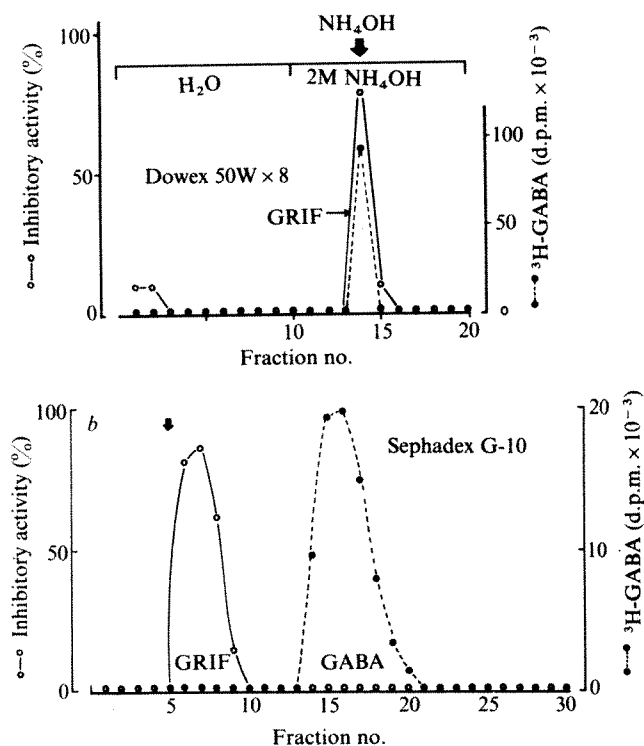 NH₄OH
100
H₂O
2M NH₄OH
100
Dowex 50W × 8
50
GRIF
50
0
0
10
15
20
Fraction no.
o—o Inhibitory activity (%)
●---● ³H-GABA (d.p.m. × 10⁻³)
100
b
20
Sephadex G-10
50
10
GRIF
GABA
0
0
5
10
15
20
25
30
Fraction no.
o—o Inhibitory activity (%)
●---● ³H-GABA (d.p.m. × 10⁻³)